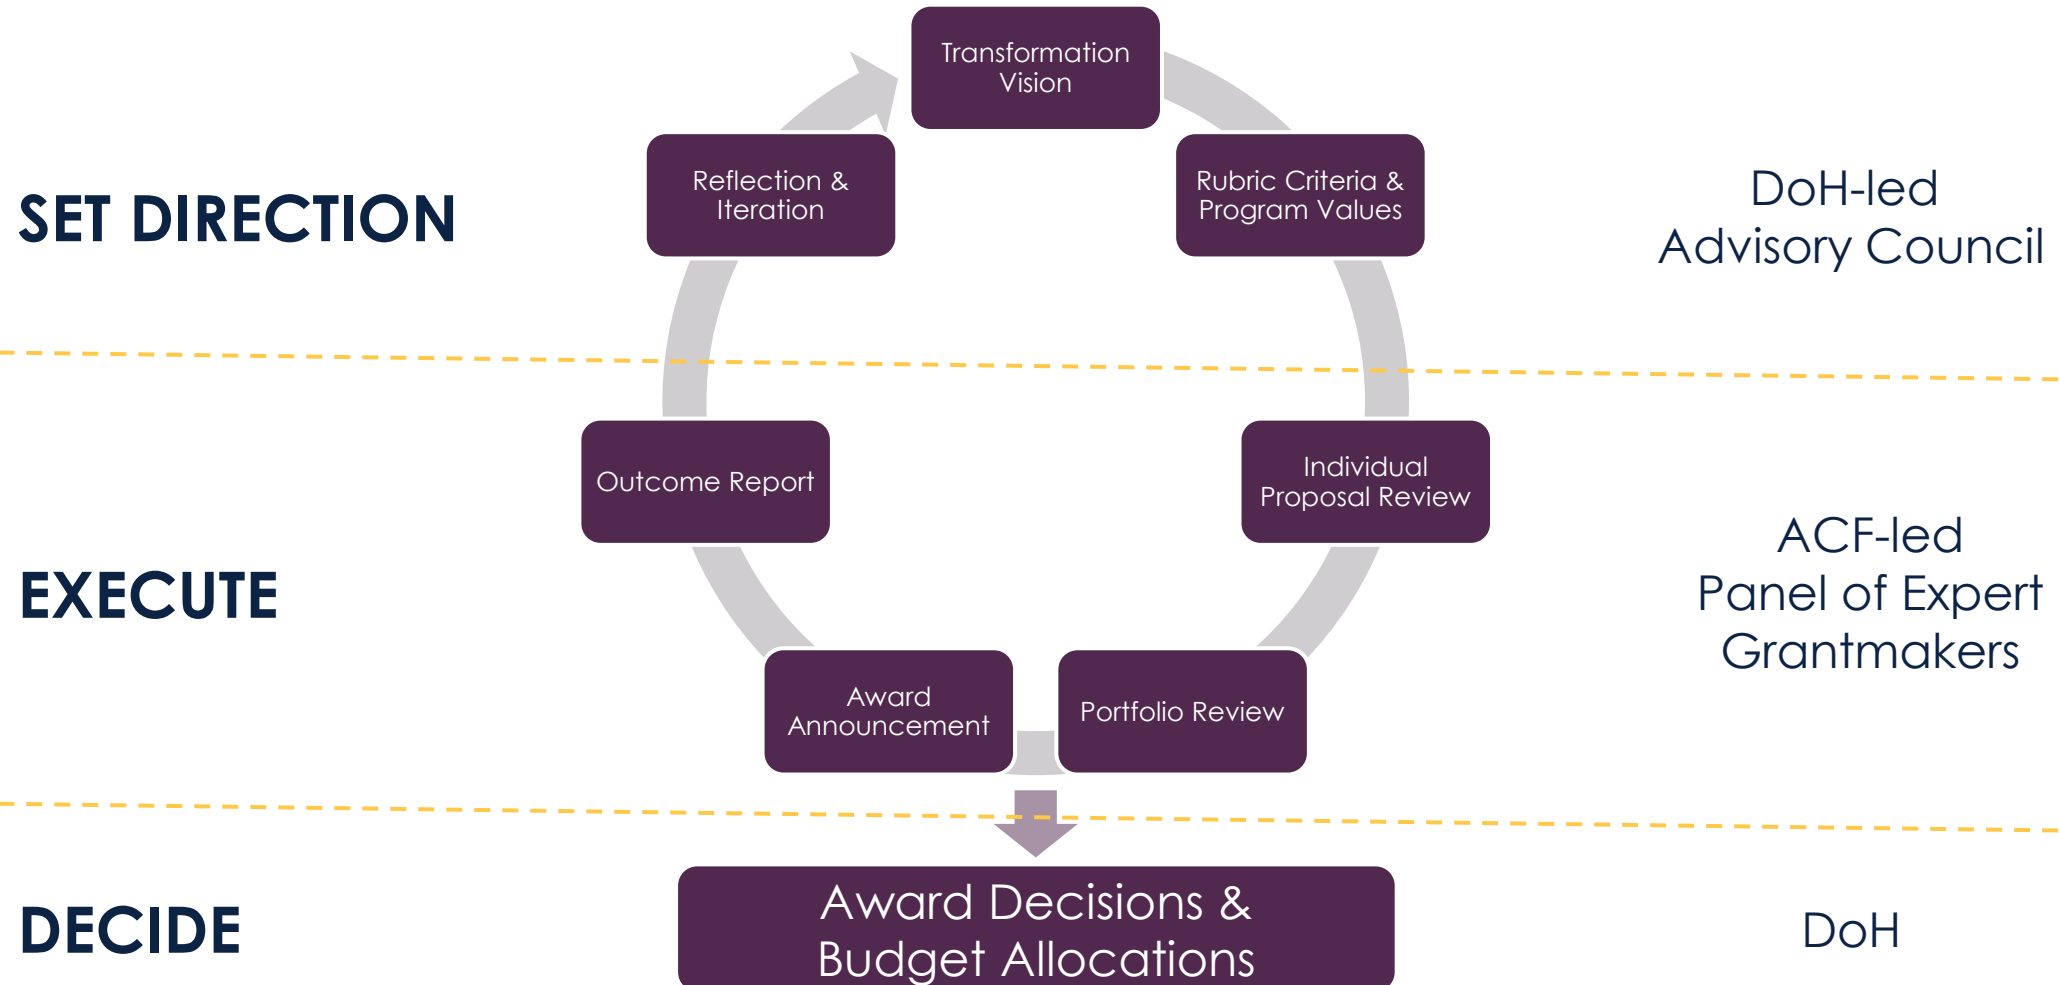 Transformation
Vision
Reflection &
Iteration
Rubric Criteria &
Program Values
SET DIRECTION
DoH-led
Advisory Council
Outcome Report
Individual
Proposal Review
EXECUTE
ACF-led
Panel of Expert
Grantmakers
Award
Announcement
Portfolio Review
DECIDE
Award Decisions &
Budget Allocations
DoH